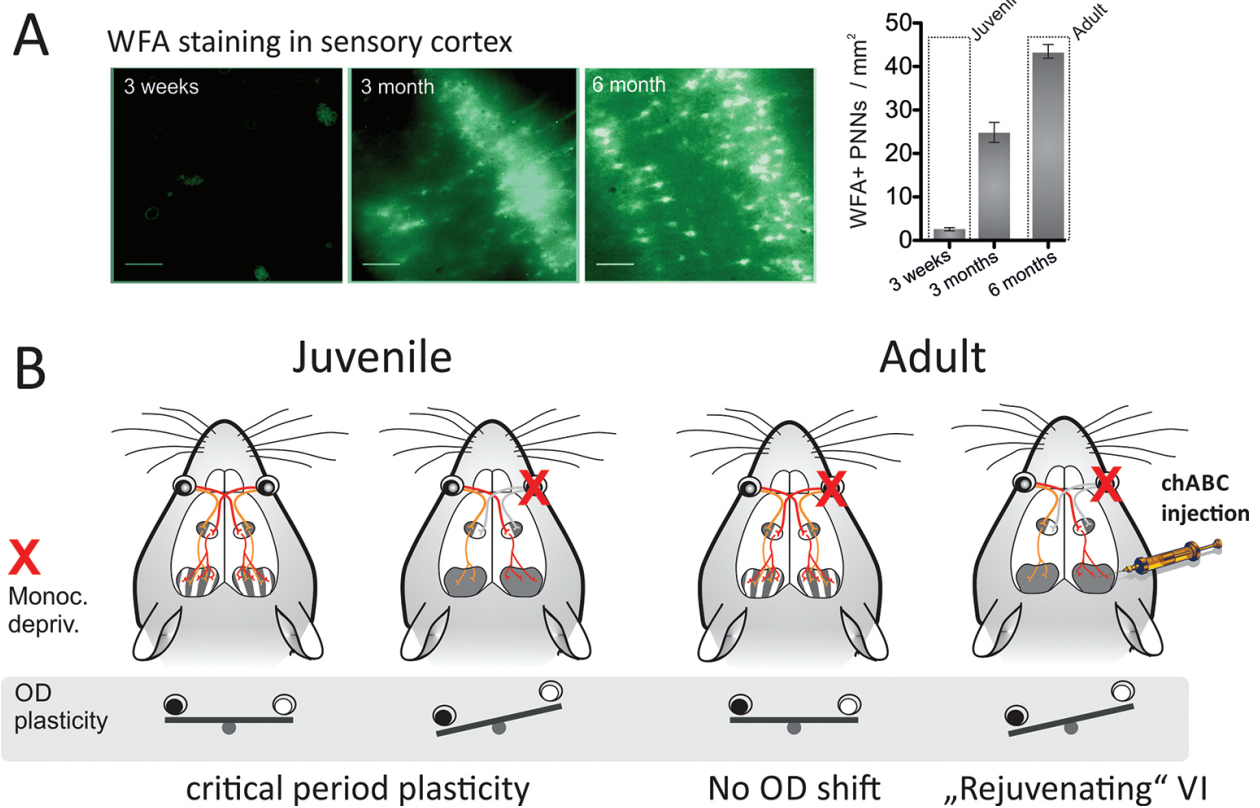 A
WFA staining in sensory cortex
3 weeks
3 month
6 month
WFA+ PNNs / mm²
50
40
30
20
10
0
Juvenil
Adult
3 weeks
3 months
6 months
B
Juvenile
Adult
X
X
X
chABC
injection
X
Monoc.
depriv.
OD
plasticity
critical period plasticity
No OD shift
„Rejuvenating“ VI